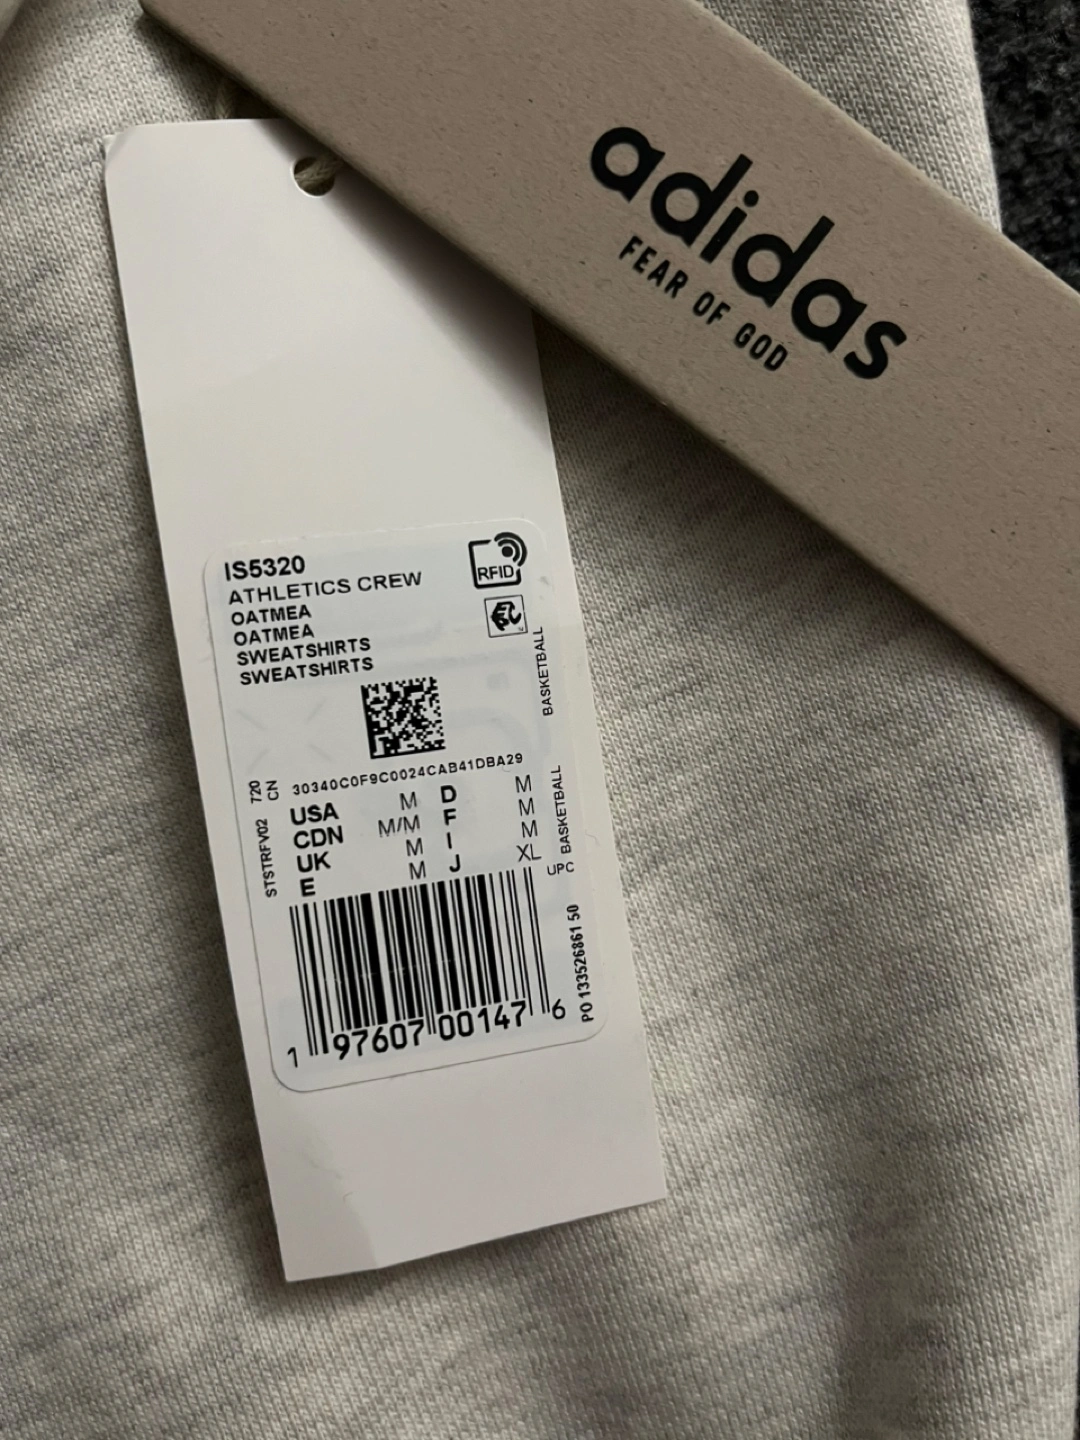 adidas
FEAR OF GOD
IS5320
ATHLETICS CREW
OATMEA
OATMEA
SWEATSHIRTS
SWEATSHIRTS
RFID
BASKETBALL
BASKETBALL
30340C0F9C0024CAB41DBA29
720
CN
STSTRFV02
USA M D M
CDN M/M F M
UK M I M
E M J XL
UPC
PO 133526861 50
1 97607 00147 6